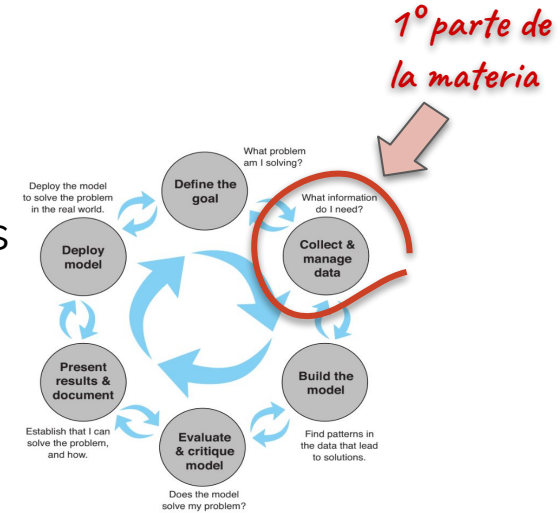 1º parte de
la materia
What problem
am I solving?
Define the
goal
What information
do I need?
Collect &
manage
data
Build the
model
Find patterns in
the data that lead
to solutions.
Evaluate
& critique
model
Does the model
solve my problem?
Present
results &
document
Establish that I can
solve the problem,
and how.
Deploy
model
Deploy the model
to solve the problem
in the real world.
s